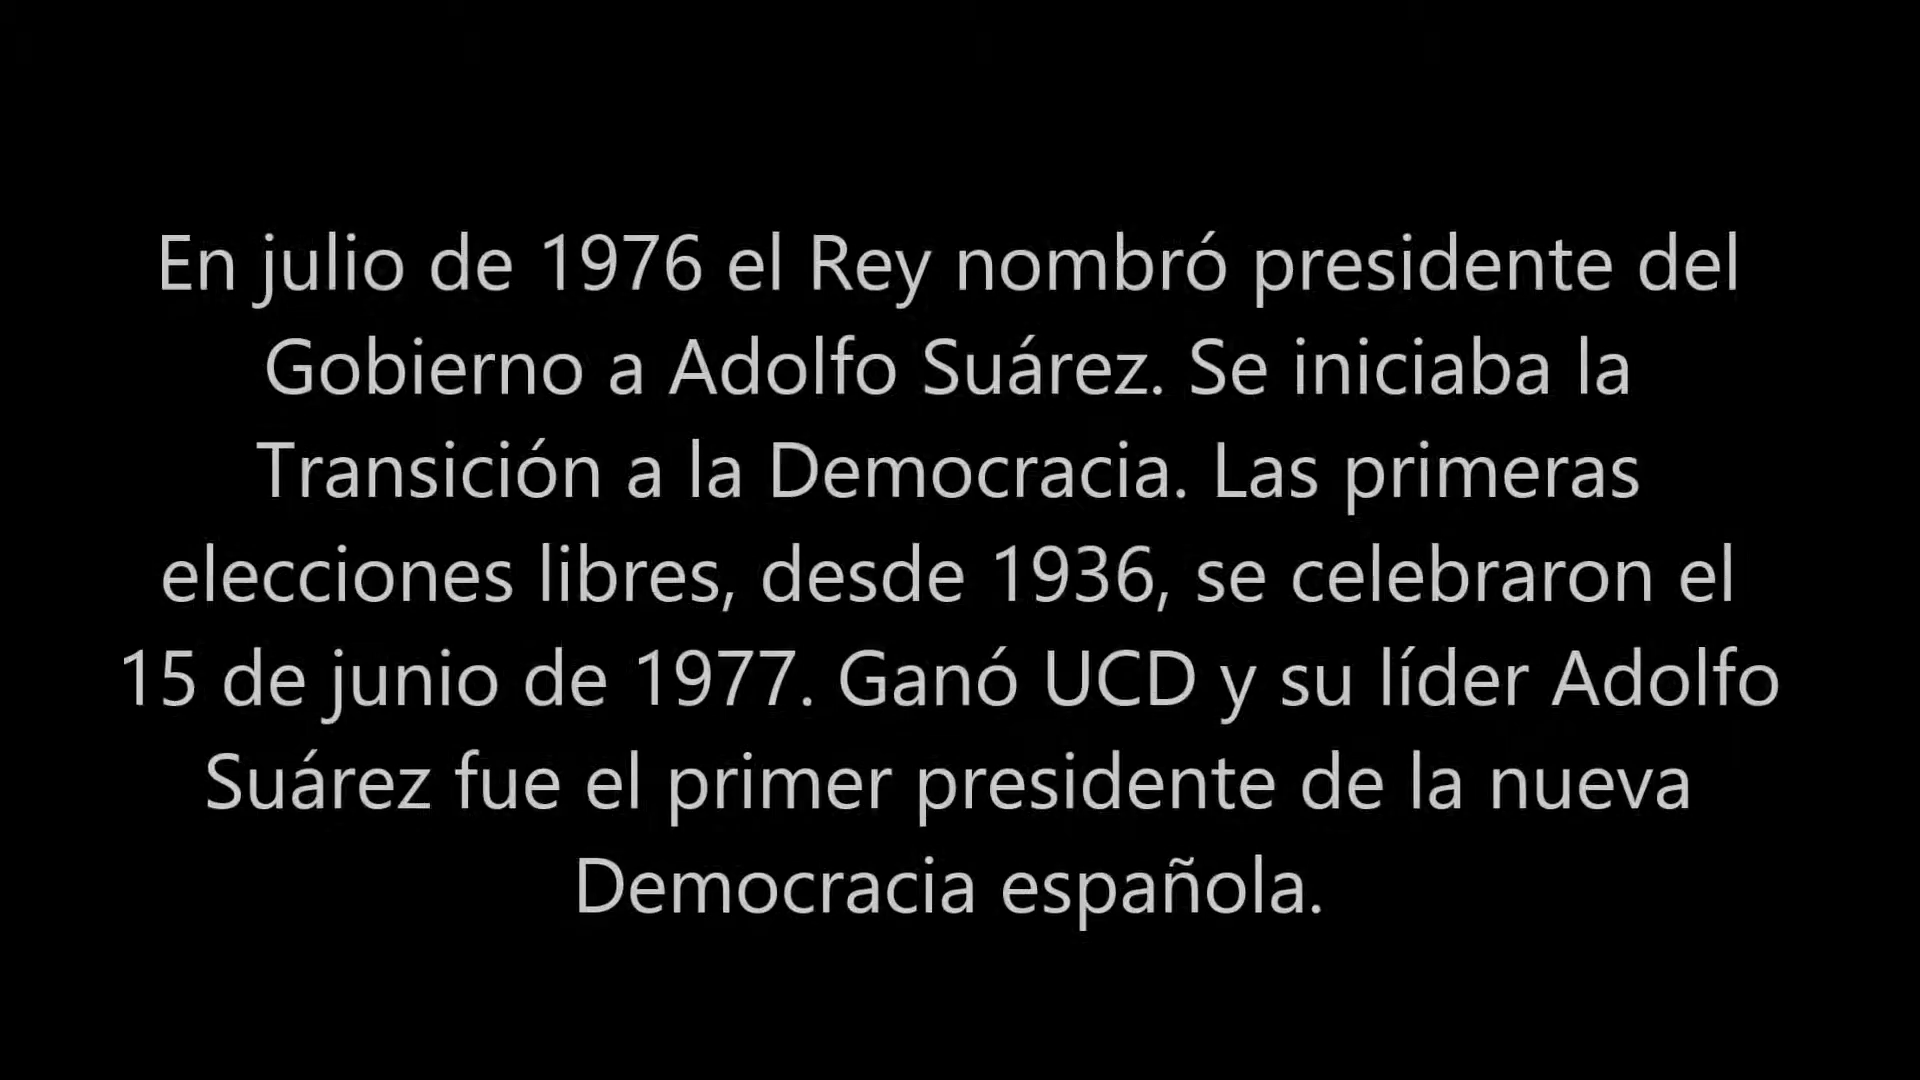 En julio de 1976 el Rey nombró presidente del
Gobierno a Adolfo Suárez. Se iniciaba la
Transición a la Democracia. Las primeras
elecciones libres, desde 1936, se celebraron el
15 de junio de 1977. Ganó UCD y su líder Adolfo
Suárez fue el primer presidente de la nueva
Democracia española.